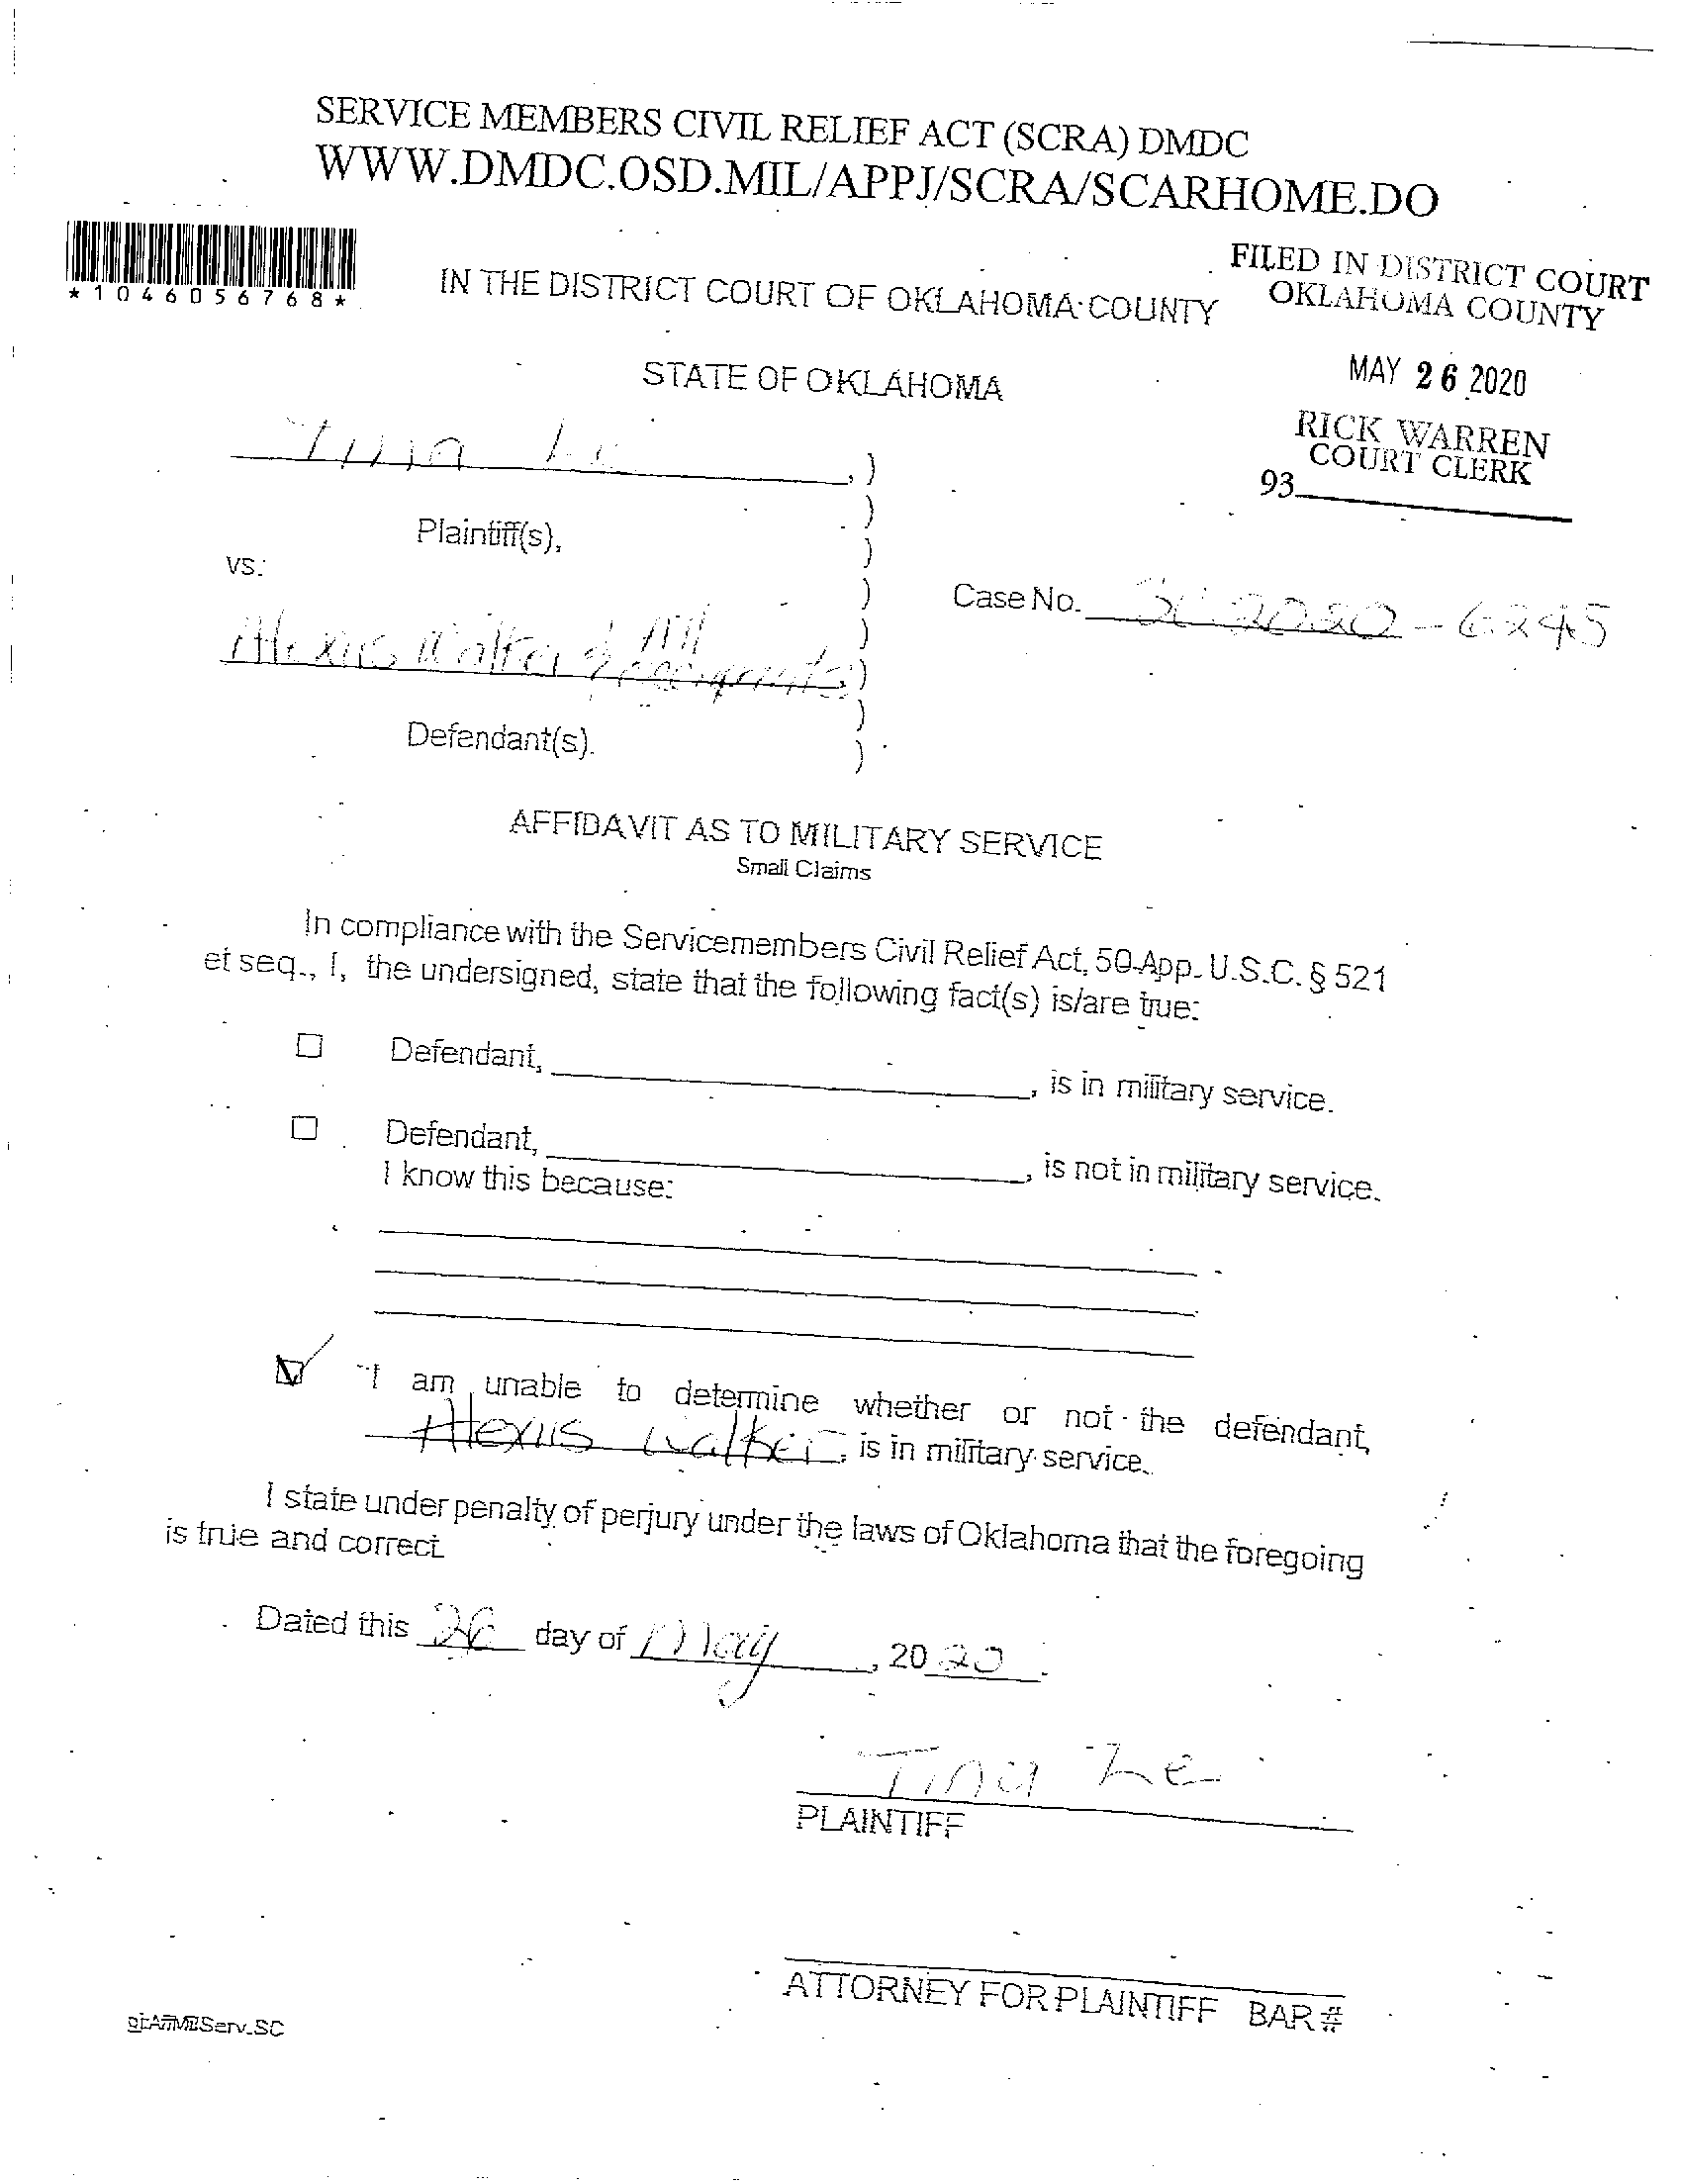 SERVICE MEMBERS CIVIL RELIEF ACT (SCRA) DMDC
WWW.DMDC.OSD.MIL/APPJ/SCRA/SCARHOME.DO
*1046056768*
IN THE DISTRICT COURT OF OKLAHOMA COUNTY
FILED IN DISTRICT COURT
OKLAHOMA COUNTY
STATE OF OKLAHOMA
MAY 26 2020
RICK WARREN
COURT CLERK
93
Tina Le, )
)
Plaintiff(s), )
vs. )
Case No. SC 2020-6245
Alexus Walker & All
occupants, )
)
Defendant(s). )
AFFIDAVIT AS TO MILITARY SERVICE
Small Claims
In compliance with the Servicemembers Civil Relief Act, 50 App. U.S.C. § 521
et seq., I, the undersigned, state that the following fact(s) is/are true:
☐ Defendant, , is in military service.
☐ Defendant, , is not in military service.
I know this because:
☑ I am unable to determine whether or not the defendant,
Alexus Walker, is in military service.
I state under penalty of perjury under the laws of Oklahoma that the foregoing
is true and correct.
Dated this 26 day of May, 2020.
Tina Le
PLAINTIFF
ATTORNEY FOR PLAINTIFF BAR #